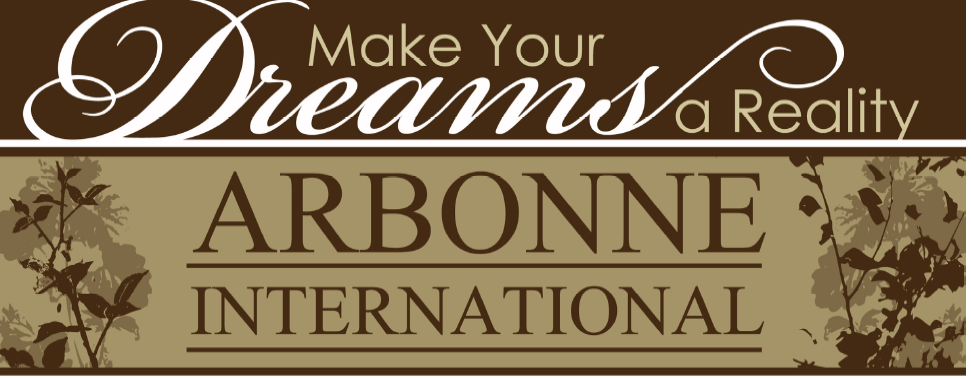 Make Your
Dreams
a Reality
ARBONNE
INTERNATIONAL